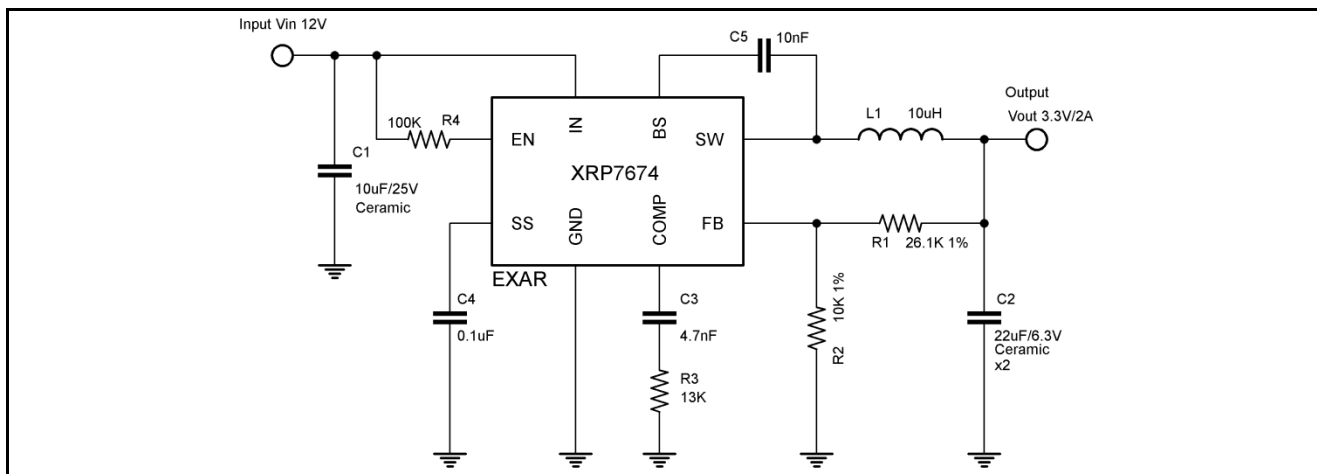 Input Vin 12V
C5
10nF
Output
Vout 3.3V/2A
L1
10uH
100K
R4
EN
IN
BS
SW
C1
10uF/25V
Ceramic
XRP7674
SS
GND
COMP
FB
R1
26.1K 1%
EXAR
C4
0.1uF
C3
4.7nF
10K 1%
R2
C2
22uF/6.3V
Ceramic
x2
R3
13K